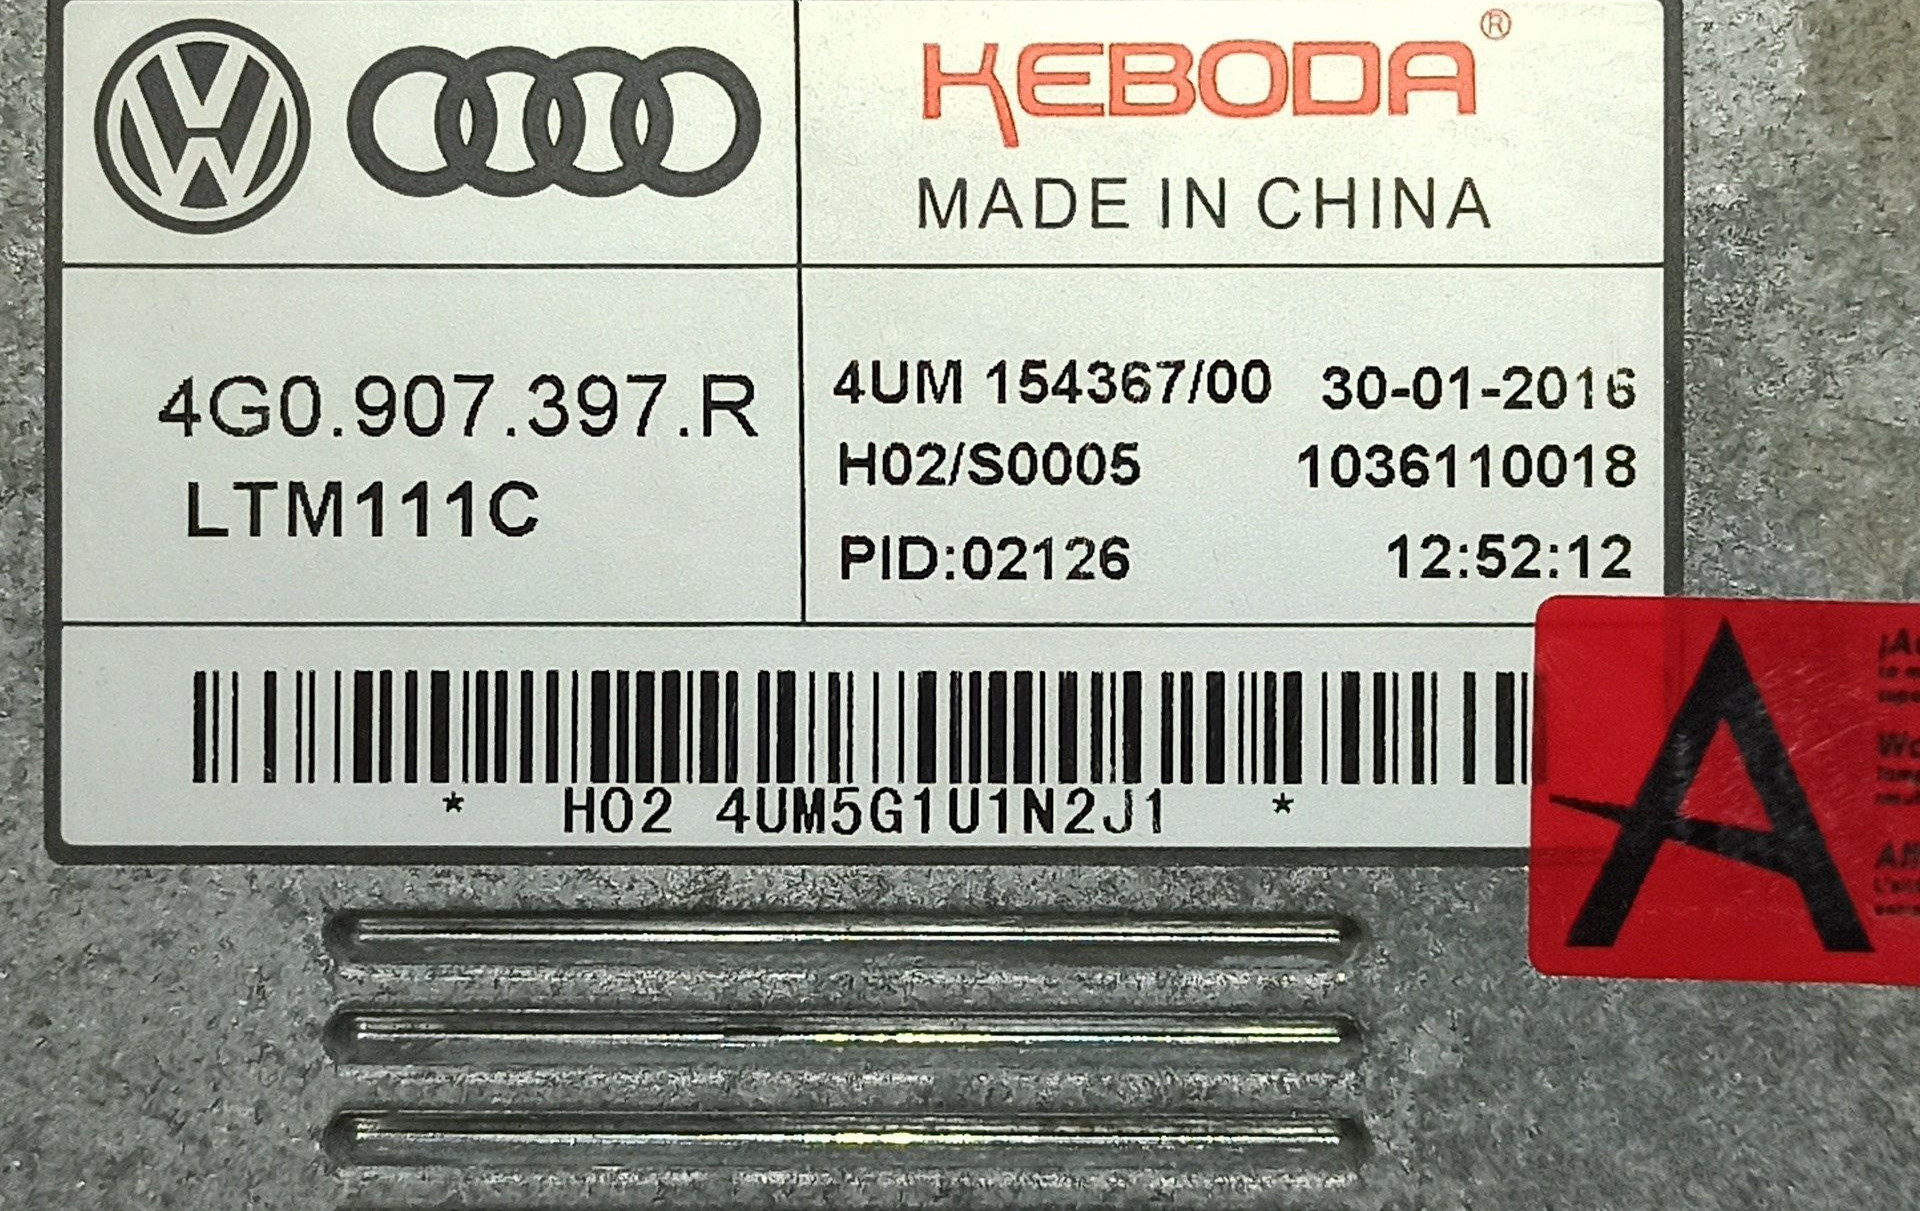 KEBODA®
MADE IN CHINA
4G0.907.397.R
LTM111C
4UM 154367/00 30-01-2016
H02/S0005 1036110018
PID:02126 12:52:12
* H02 4UM5G1U1N2J1 *
A